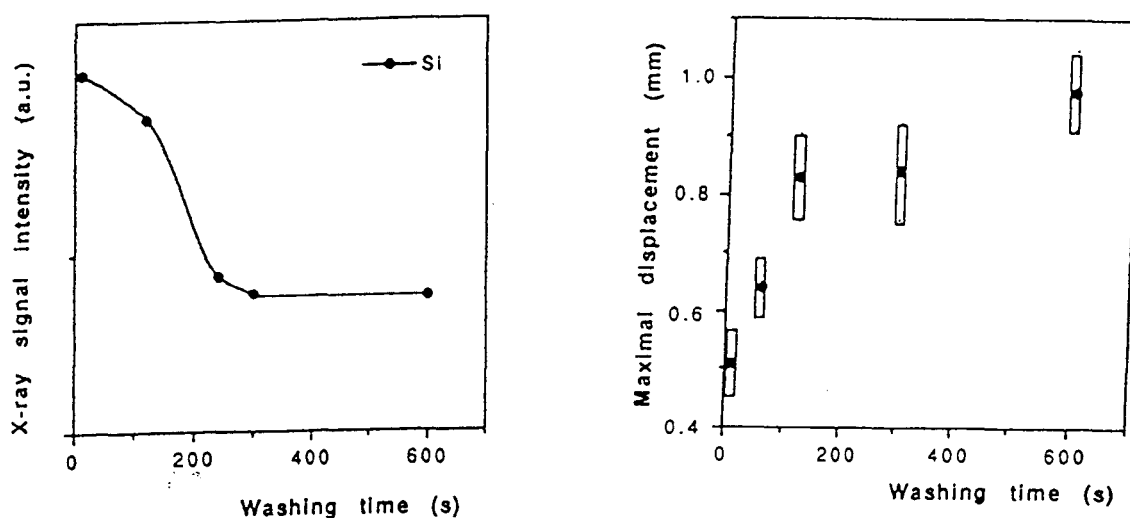 X-ray signal intensity (a.u.)
Si
0 200 400 600
Washing time (s)
Maximal displacement (mm)
1.0
0.8
0.6
0.4
0 200 400 600
Washing time (s)